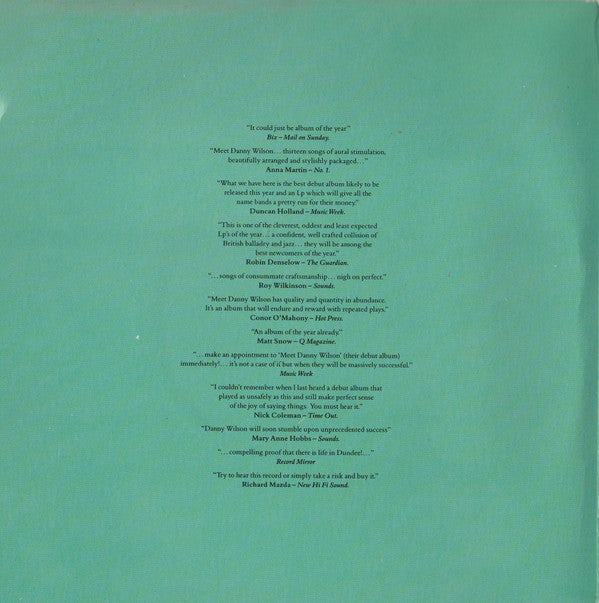 “It could just be album of the year”
Biz – Mail on Sunday.
“Meet Danny Wilson... thirteen songs of aural stimulation,
beautifully arranged and stylishly packaged...”
Anna Martin – No. 1.
“What we have here is the best debut album likely to be
released this year and an Lp which will give all the
name bands a pretty run for their money.”
Duncan Holland – Music Week.
“This is one of the cleverest, oddest and least expected
Lp’s of the year... a confident, well crafted collision of
British balladry and jazz... they will be among the
best newcomers of the year.”
Robin Denselow – The Guardian.
“...songs of consummate craftsmanship... nigh on perfect.”
Roy Wilkinson – Sounds.
“Meet Danny Wilson has quality and quantity in abundance.
It’s an album that will endure and reward with repeated plays.”
Conor O’Mahony – Hot Press.
“An album of the year already.”
Matt Snow – Q Magazine.
“...make an appointment to ‘Meet Danny Wilson’ (their debut album)
immediately!... it’s not a case of if but when they will be massively successful.”
Music Week
“I couldn’t remember when I last heard a debut album that
played as unsafely as this and still make perfect sense
of the joy of saying things. You must hear it.”
Nick Coleman – Time Out.
“Danny Wilson will soon stumble upon unprecedented success”
Mary Anne Hobbs – Sounds.
“...compelling proof that there is life in Dundee!...”
Record Mirror
“Try to hear this record or simply take a risk and buy it.”
Richard Mazda – New Hi Fi Sound.